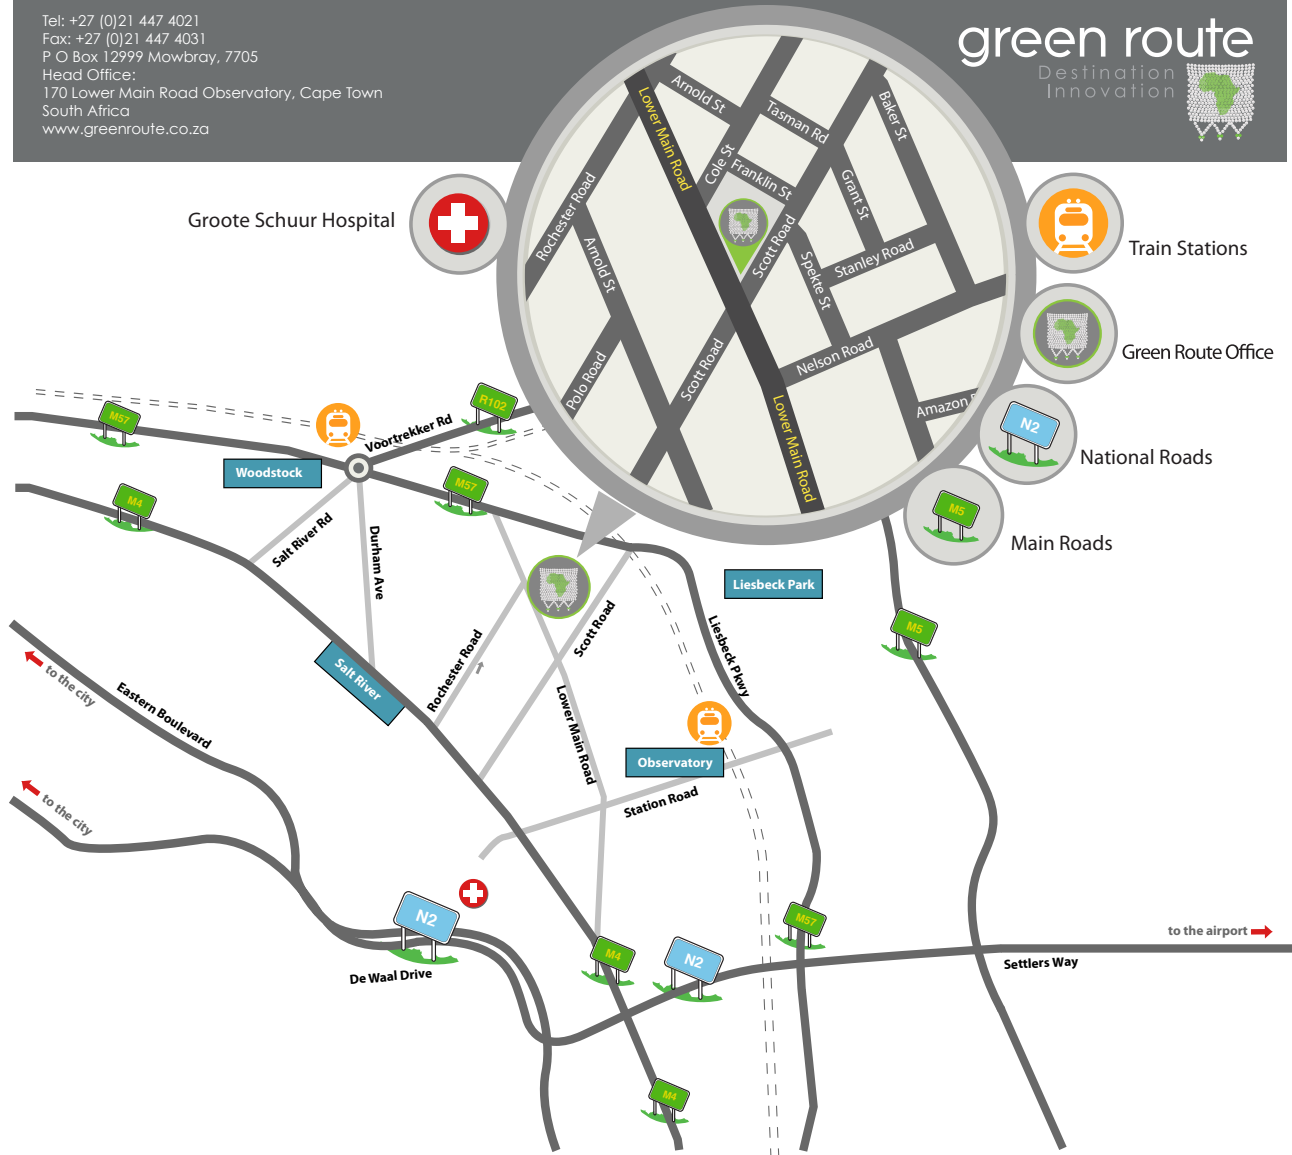 Tel: +27 (0)21 447 4021
Fax: +27 (0)21 447 4031
P O Box 12999 Mowbray, 7705
Head Office:
170 Lower Main Road Observatory, Cape Town
South Africa
www.greenroute.co.za
green route
Destination
Innovation
Groote Schuur Hospital
Train Stations
Green Route Office
N2
National Roads
M5
Main Roads
Lower Main Road
Arnold St
Tasman Rd
Baker St
Cole St
Franklin St
Grant St
Rochester Road
Arnold St
Scott Road
Stanley Road
Spekte St
Nelson Road
Polo Road
Scott Road
Amazon
Lower Main Road
M57
R102
Voortrekker Rd
Woodstock
M57
M4
Salt River Rd
Durham Ave
Liesbeck Park
Scott Road
Liesbeck Pkwy
M5
Rochester Road
Salt River
to the city
Eastern Boulevard
Lower Main Road
Observatory
Station Road
to the city
N2
M57
M4
N2
to the airport
De Waal Drive
Settlers Way
M4